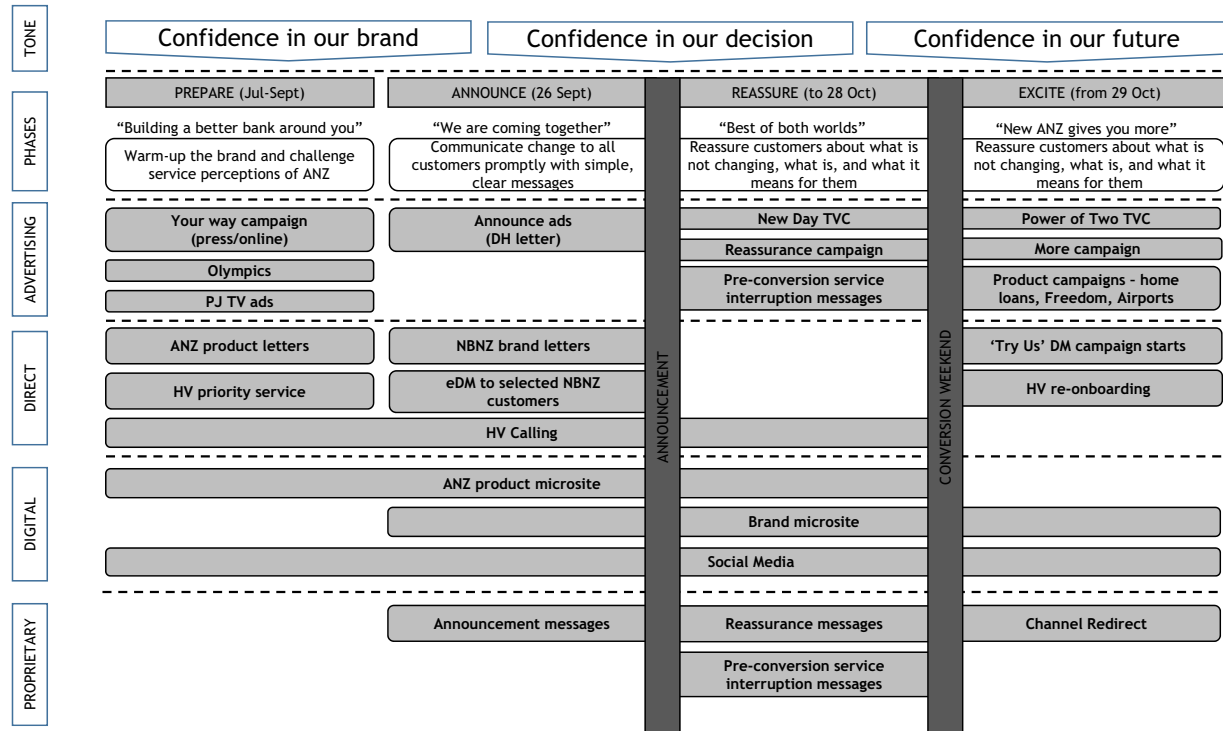 TONE
Confidence in our brand
Confidence in our decision
Confidence in our future
PHASES
PREPARE (Jul-Sept)
ANNOUNCE (26 Sept)
REASSURE (to 28 Oct)
EXCITE (from 29 Oct)
“Building a better bank around you”
“We are coming together”
“Best of both worlds”
“New ANZ gives you more”
Warm-up the brand and challenge
service perceptions of ANZ
Communicate change to all
customers promptly with simple,
clear messages
Reassure customers about what is
not changing, what is, and what it
means for them
Reassure customers about what is
not changing, what is, and what it
means for them
ADVERTISING
Your way campaign
(press/online)
Announce ads
(DH letter)
New Day TVC
Power of Two TVC
Reassurance campaign
More campaign
Olympics
PJ TV ads
Pre-conversion service
interruption messages
Product campaigns – home
loans, Freedom, Airports
DIRECT
ANZ product letters
NBNZ brand letters
‘Try Us’ DM campaign starts
HV priority service
eDM to selected NBNZ
customers
HV re-onboarding
HV Calling
ANNOUNCEMENT
CONVERSION WEEKEND
DIGITAL
ANZ product microsite
Brand microsite
Social Media
PROPRIETARY
Announcement messages
Reassurance messages
Channel Redirect
Pre-conversion service
interruption messages